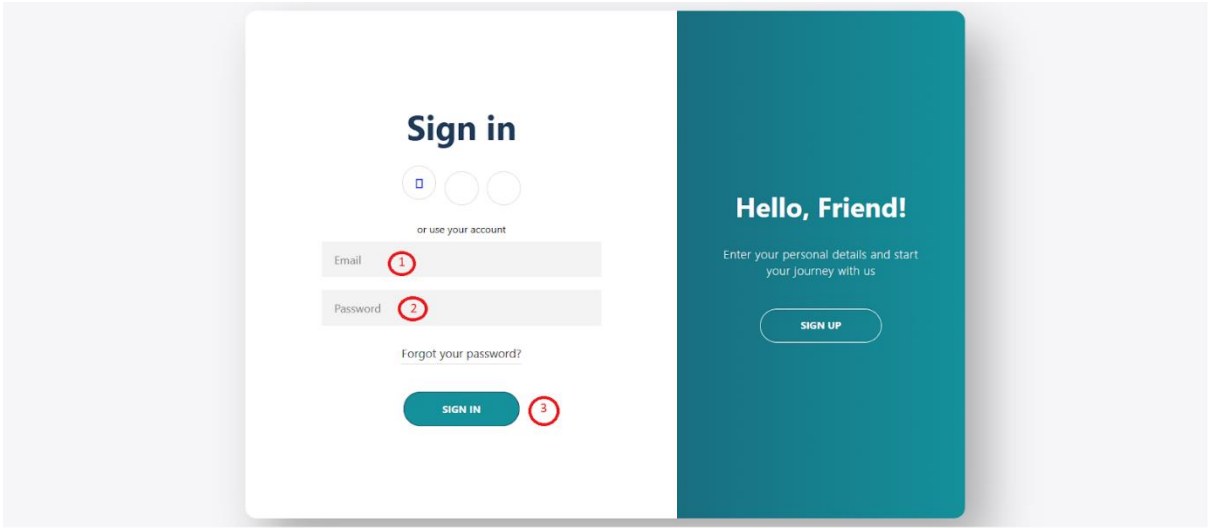 Sign in
or use your account
Email 1
Password 2
Forgot your password?
SIGN IN 3
Hello, Friend!
Enter your personal details and start
your journey with us
SIGN UP